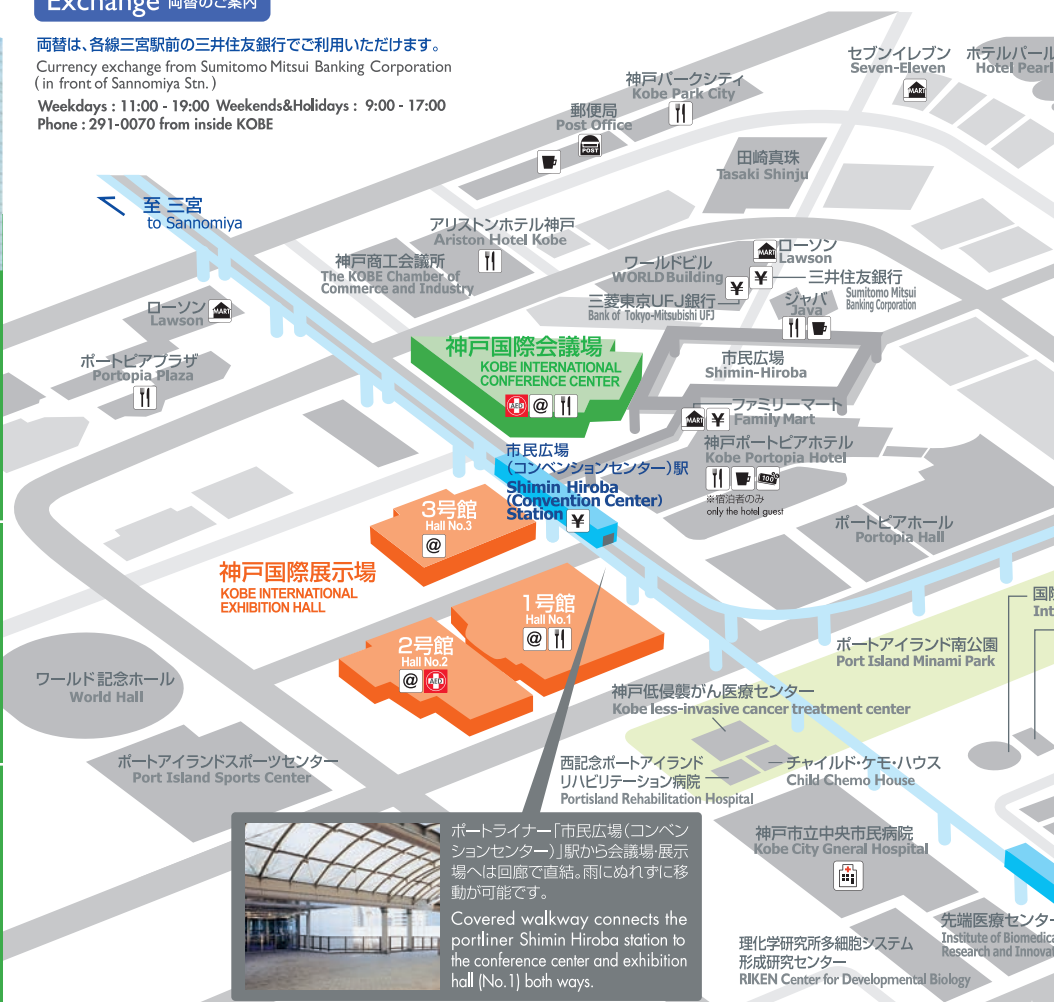 Exchange 両替のご案内
両替は、各線三宮駅前の三井住友銀行でご利用いただけます。
Currency exchange from Sumitomo Mitsui Banking Corporation
( in front of Sannomiya Stn. )
Weekdays : 11:00 - 19:00 Weekends&Holidays : 9:00 - 17:00
Phone : 291-0070 from inside KOBE
セブンイレブン
Seven-Eleven
MART
ホテルパール
Hotel Pearl
神戸パークシティ
Kobe Park City
郵便局
Post Office
POST
田崎真珠
Tasaki Shinju
至 三宮
to Sannomiya
アリストンホテル神戸
Ariston Hotel Kobe
神戸商工会議所
The KOBE Chamber of
Commerce and Industry
ローソン
Lawson
MART
ワールドビル
WORLD Building
¥
¥
三井住友銀行
Sumitomo Mitsui
Banking Corporation
三菱東京UFJ銀行
Bank of Tokyo-Mitsubishi UFJ
ジャバ
Java
ローソン
Lawson
MART
ポートピアプラザ
Portopia Plaza
神戸国際会議場
KOBE INTERNATIONAL
CONFERENCE CENTER
AED @
市民広場
Shimin-Hiroba
MART ¥
ファミリーマート
Family Mart
神戸ポートピアホテル
Kobe Portopia Hotel
100
※宿泊者のみ
only the hotel guest
市民広場
(コンベンションセンター)駅
Shimin Hiroba
(Convention Center)
Station ¥
ポートピアホール
Portopia Hall
3号館
Hall No.3
@
神戸国際展示場
KOBE INTERNATIONAL
EXHIBITION HALL
1号館
Hall No.1
@
2号館
Hall No.2
@ AED
国際
Int
ポートアイランド南公園
Port Island Minami Park
ワールド記念ホール
World Hall
神戸低侵襲がん医療センター
Kobe less-invasive cancer treatment center
ポートアイランドスポーツセンター
Port Island Sports Center
西記念ポートアイランド
リハビリテーション病院
Portisland Rehabilitation Hospital
チャイルド・ケモ・ハウス
Child Chemo House
神戸市立中央市民病院
Kobe City Gneral Hospital
ポートライナー「市民広場(コンベン
ションセンター)」駅から会議場・展示
場へは回廊で直結。雨にぬれずに移
動が可能です。
Covered walkway connects the
portliner Shimin Hiroba station to
the conference center and exhibition
hall (No.1) both ways.
先端医療センター
Institute of Biomedica
Research and Innovat
理化学研究所多細胞システム
形成研究センター
RIKEN Center for Developmental Biology